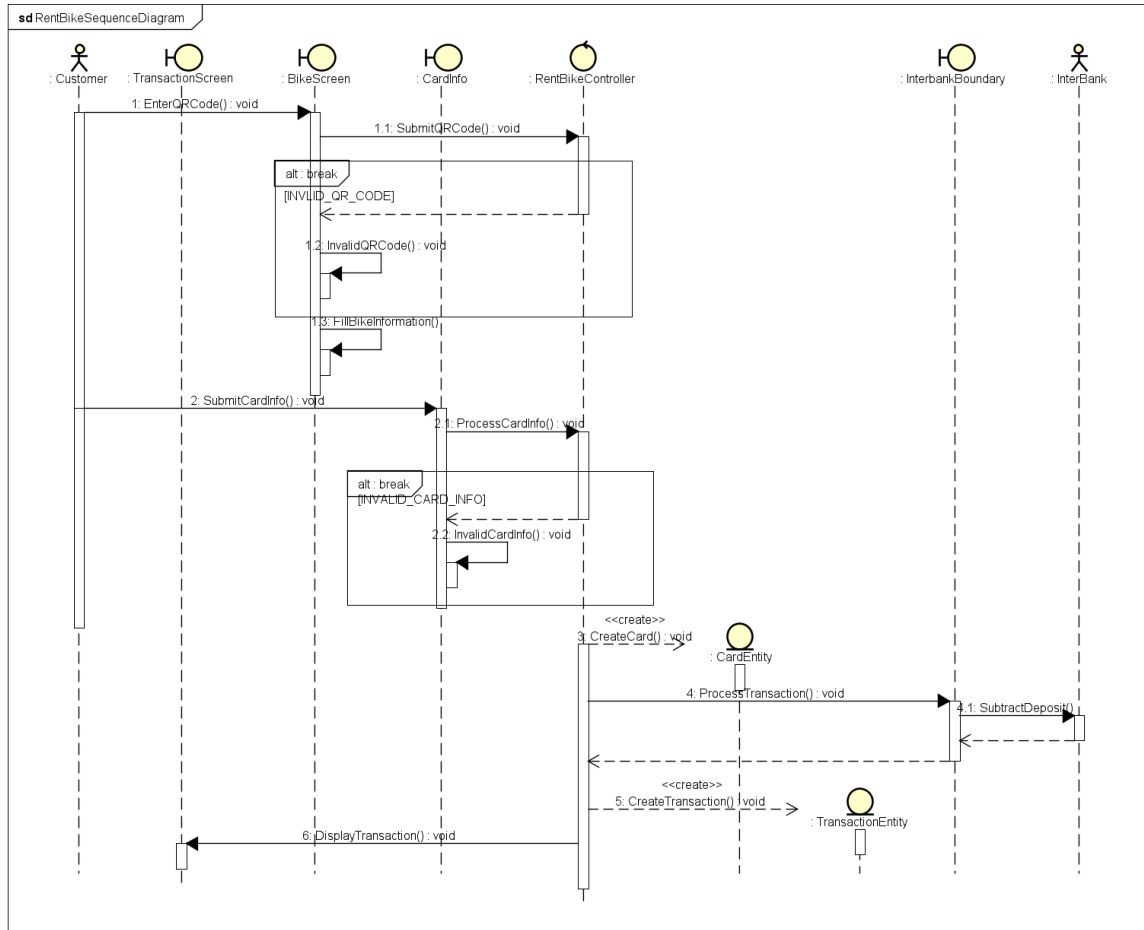 sd RentBikeSequenceDiagram
: Customer
: TransactionScreen
: BikeScreen
: CardInfo
: RentBikeController
: InterbankBoundary
: InterBank
1: EnterQRCode() : void
1.1: SubmitQRCode() : void
alt : break
[INVLID_QR_CODE]
1.2: InvalidQRCode() : void
1.3: FillBikeInformation()
2: SubmitCardInfo() : void
2.1: ProcessCardInfo() : void
alt : break
[INVALID_CARD_INFO]
2.2: InvalidCardInfo() : void
<<create>>
3: CreateCard() : void
: CardEntity
4: ProcessTransaction() : void
4.1: SubtractDeposit()
<<create>>
5: CreateTransaction() : void
: TransactionEntity
6: DisplayTransaction() : void